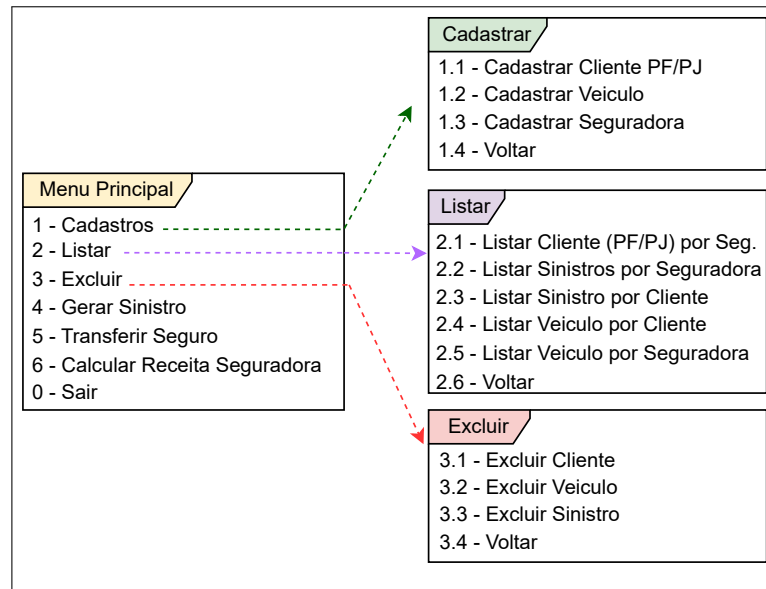 Menu Principal
1 - Cadastros
2 - Listar
3 - Excluir
4 - Gerar Sinistro
5 - Transferir Seguro
6 - Calcular Receita Seguradora
0 - Sair
Cadastrar
1.1 - Cadastrar Cliente PF/PJ
1.2 - Cadastrar Veiculo
1.3 - Cadastrar Seguradora
1.4 - Voltar
Listar
2.1 - Listar Cliente (PF/PJ) por Seg.
2.2 - Listar Sinistros por Seguradora
2.3 - Listar Sinistro por Cliente
2.4 - Listar Veiculo por Cliente
2.5 - Listar Veiculo por Seguradora
2.6 - Voltar
Excluir
3.1 - Excluir Cliente
3.2 - Excluir Veiculo
3.3 - Excluir Sinistro
3.4 - Voltar